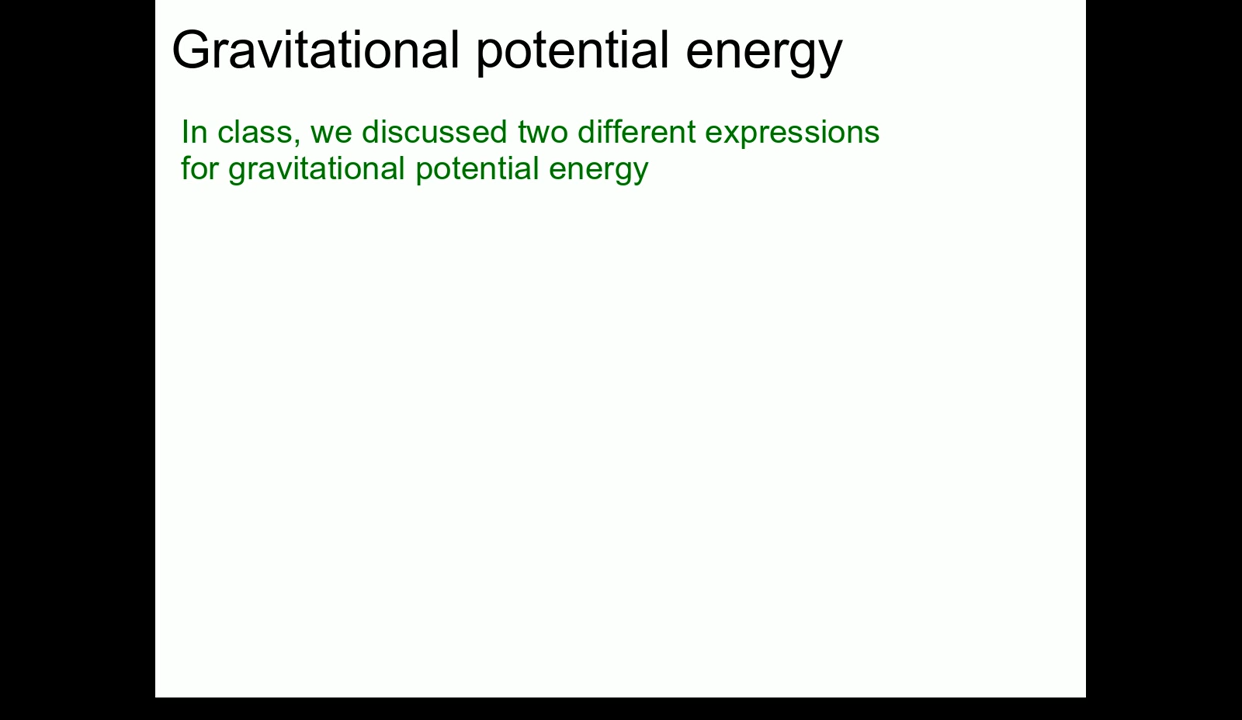 Gravitational potential energy
In class, we discussed two different expressions
for gravitational potential energy